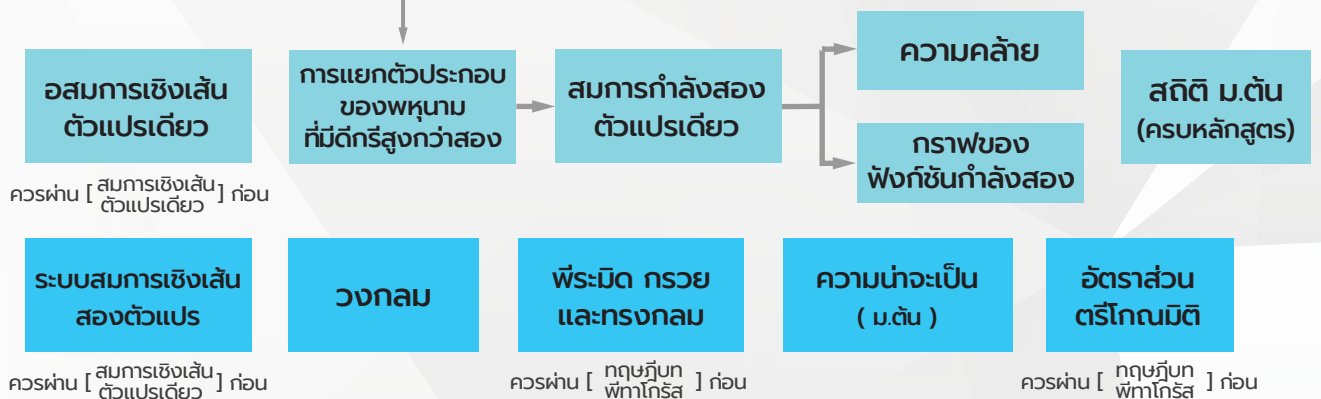 อสมการเชิงเส้น
ตัวแปรเดียว
ควรผ่าน [ สมการเชิงเส้น ] ก่อน
ตัวแปรเดียว
การแยกตัวประกอบ
ของพหุนาม
ที่มีดีกรีสูงกว่าสอง
สมการกำลังสอง
ตัวแปรเดียว
ความคล้าย
กราฟของ
ฟังก์ชันกำลังสอง
สถิติ ม.ต้น
(ครบหลักสูตร)
ระบบสมการเชิงเส้น
สองตัวแปร
ควรผ่าน [ สมการเชิงเส้น ] ก่อน
ตัวแปรเดียว
วงกลม
พีระมิด กรวย
และทรงกลม
ควรผ่าน [ ทฤษฎีบท ] ก่อน
พีทาโกรัส
ความน่าจะเป็น
( ม.ต้น )
อัตราส่วน
ตรีโกณมิติ
ควรผ่าน [ ทฤษฎีบท ] ก่อน
พีทาโกรัส